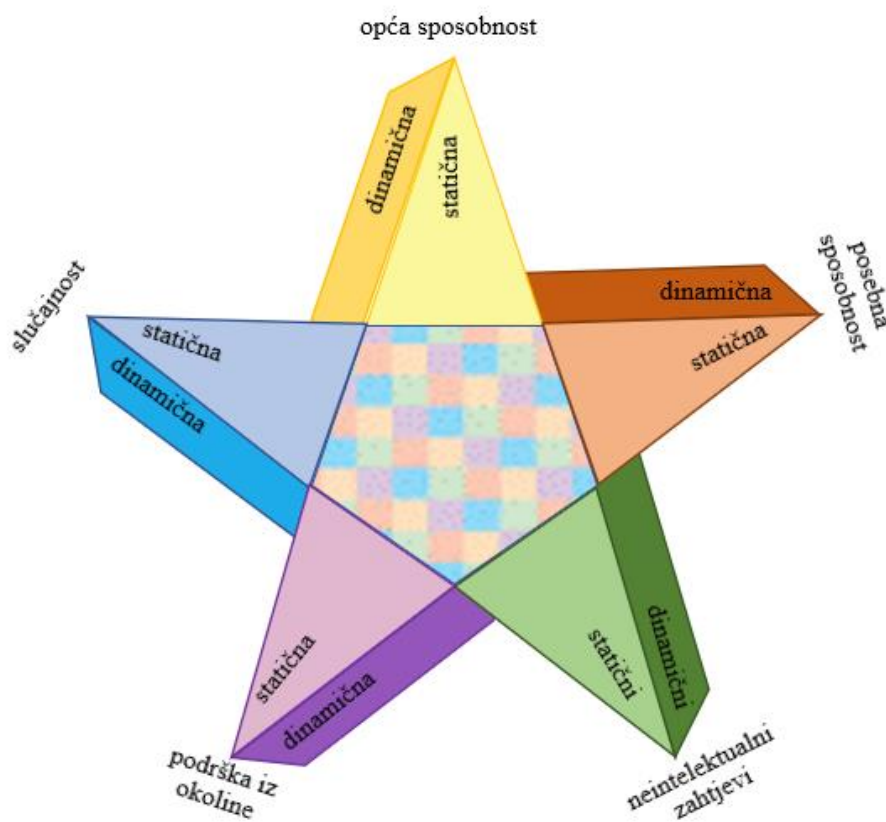 opća sposobnost
dinamična
statična
posebna
sposobnost
dinamična
statična
slučajnost
statična
dinamična
statična
dinamična
podrška iz
okoline
statični
dinamični
neintelektualni
zahtjevi